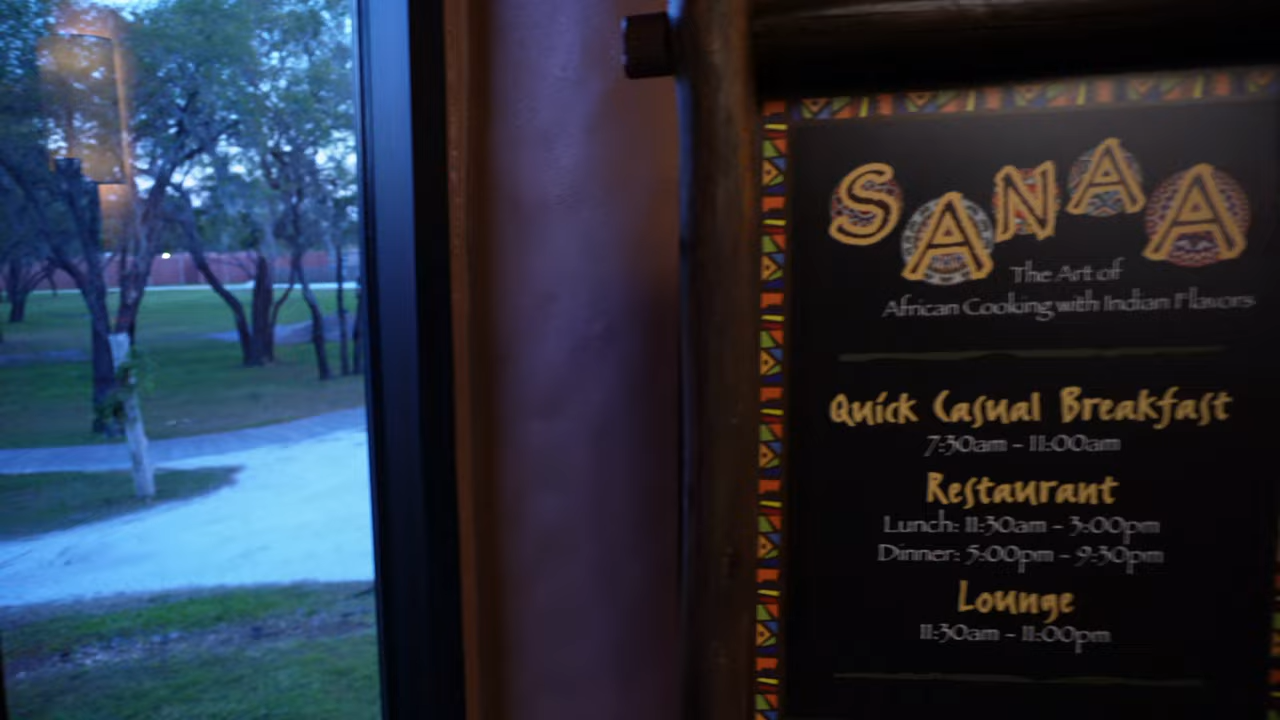 SANAA
The Art of
African Cooking with Indian Flavors
Quick Casual Breakfast
7:30am - 11:00am
Restaurant
Lunch: 11:30am - 3:00pm
Dinner: 5:00pm - 9:30pm
Lounge
11:30am - 11:00pm